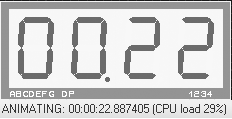 00.22
ABCDEFG DP 1234
ANIMATING: 00:00:22.887405 (CPU load 29%)